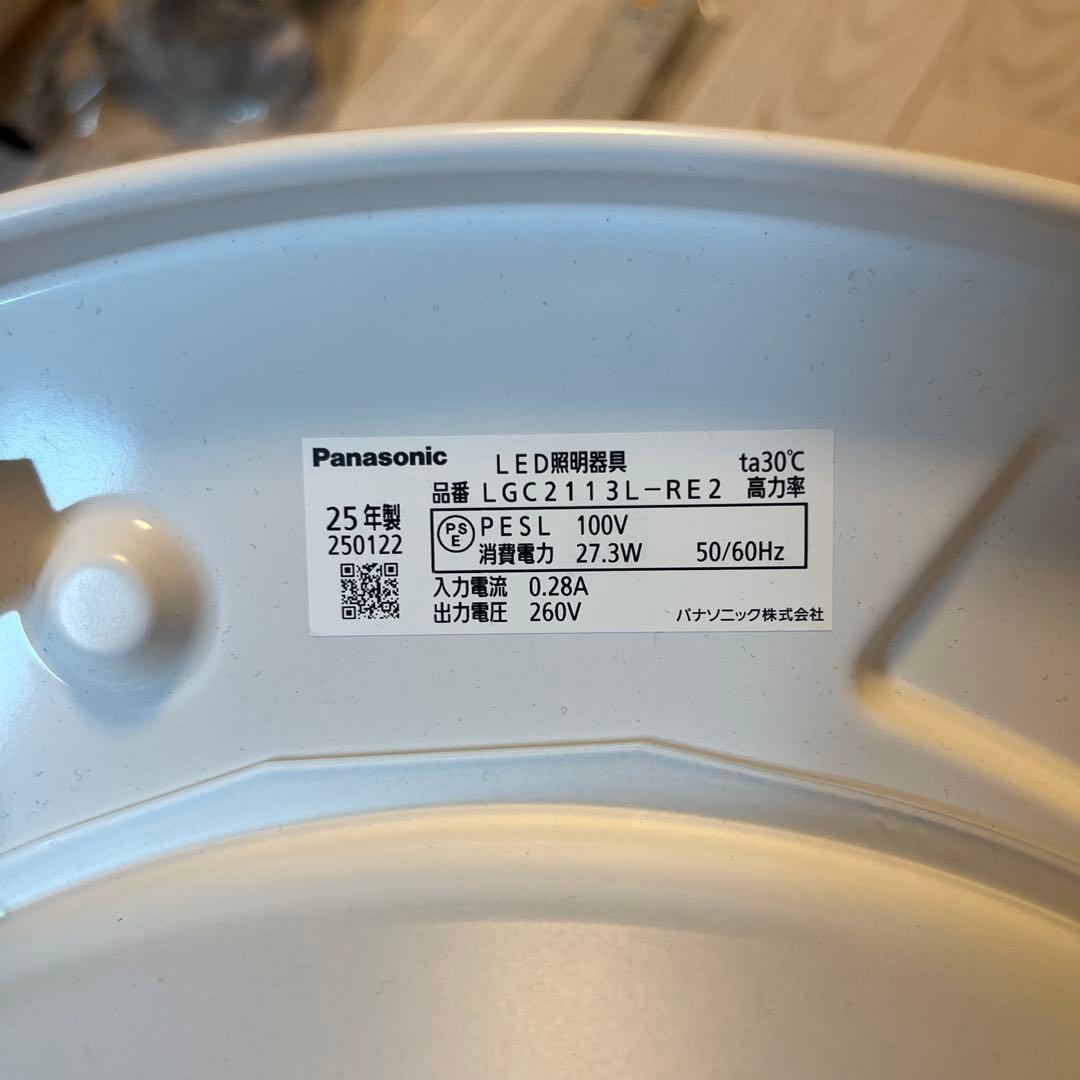 Panasonic LED照明器具 ta30℃
品番 LGC2113L-RE2 高力率
25年製
250122
PSE PESL 100V
消費電力 27.3W 50/60Hz
入力電流 0.28A
出力電圧 260V パナソニック株式会社